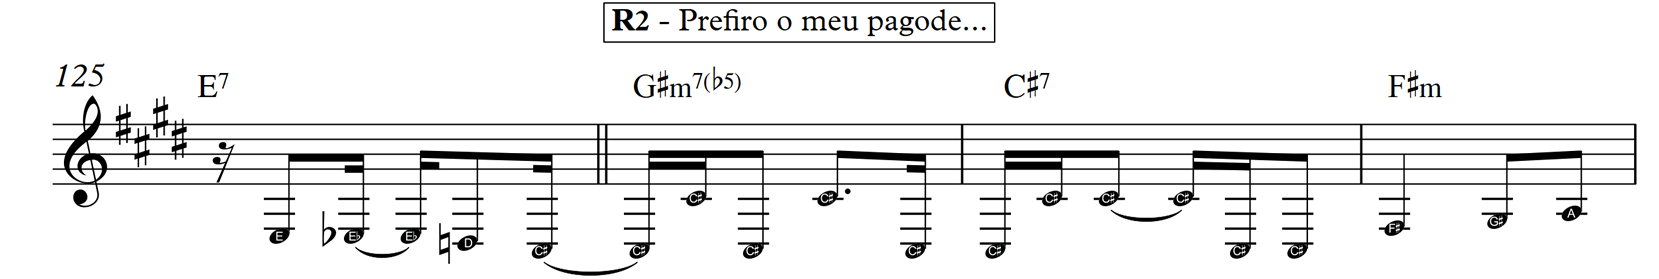 R2 - Prefiro o meu pagode...
125 E7 G♯m7(♭5) C♯7 F♯m
E E♭ E♭ D C♯ C♯ C♯ C♯ C♯ C♯ C♯ C♯ C♯ C♯ C♯ C♯ F♯ G♯ A